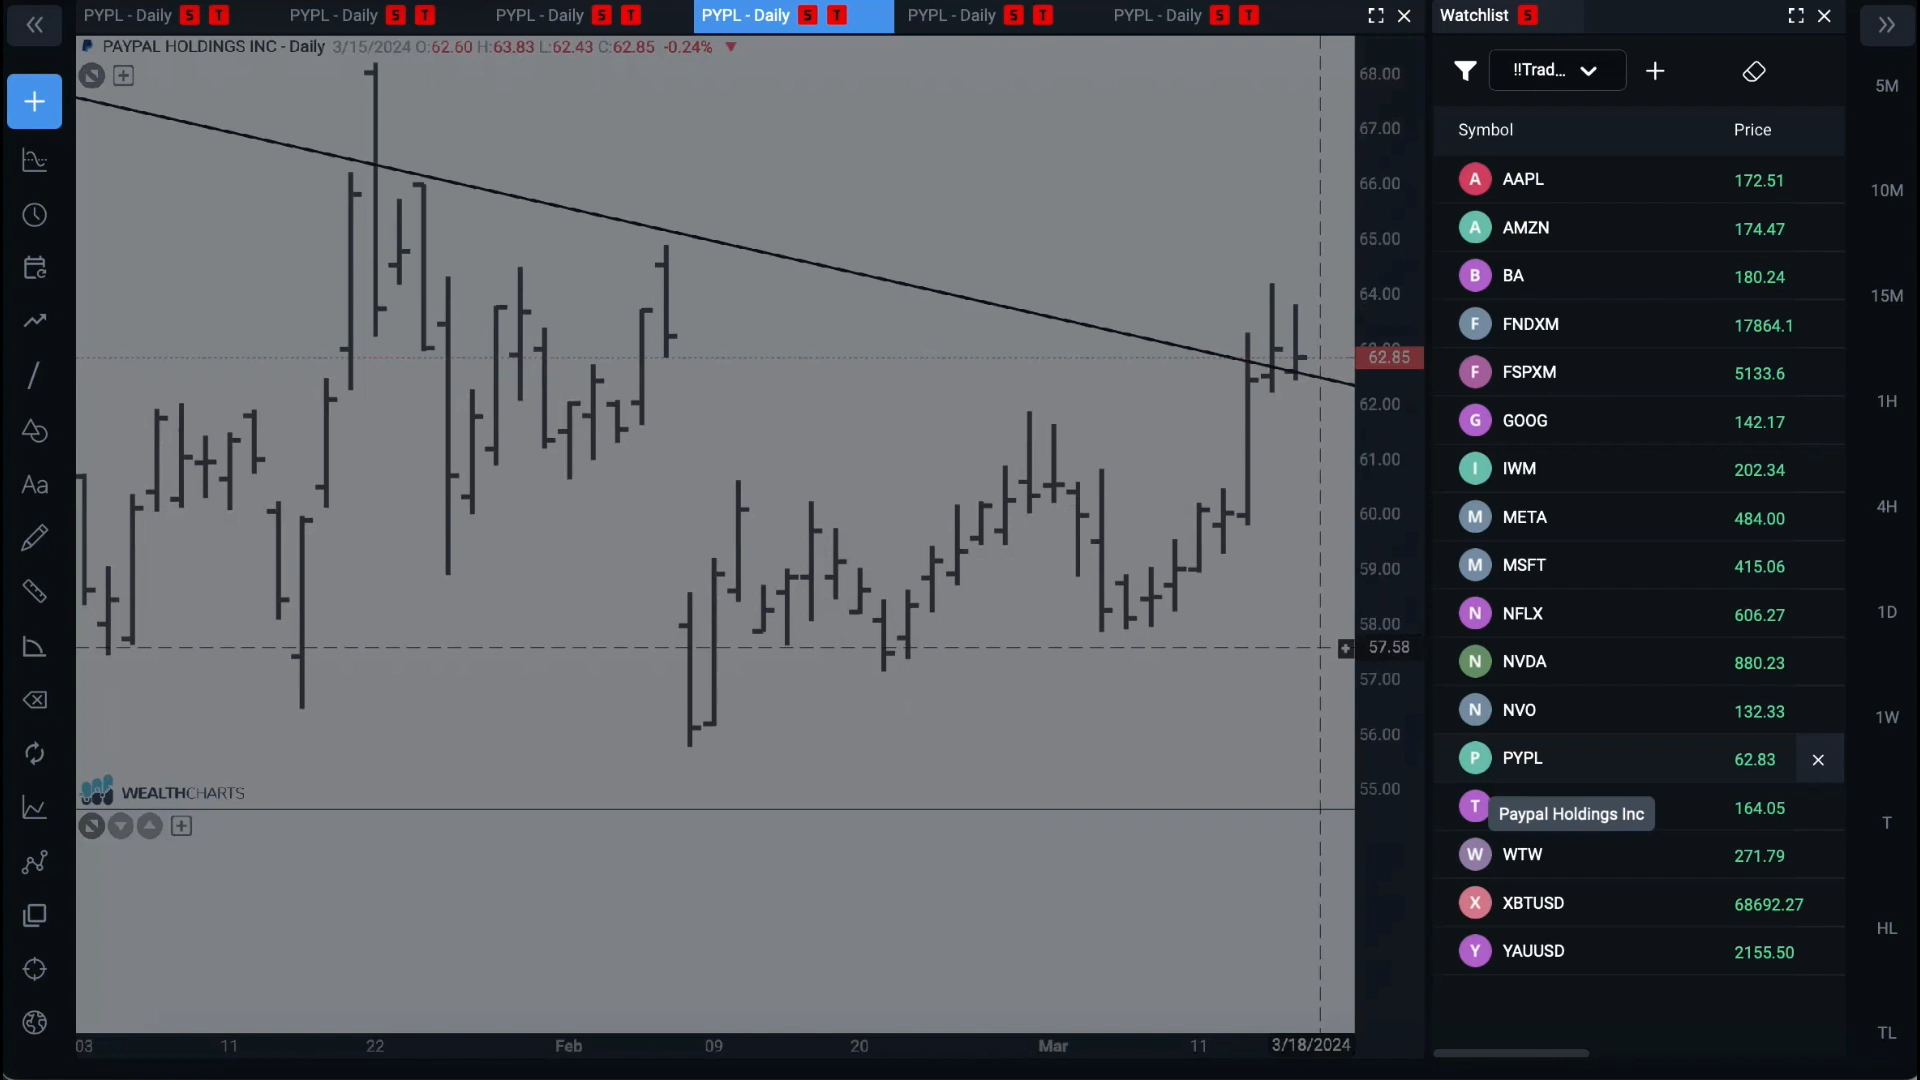 PYPL - Daily S T
PYPL - Daily S T
PYPL - Daily S T
PYPL - Daily S T
PYPL - Daily S T
PYPL - Daily S T
Watchlist S
PAYPAL HOLDINGS INC - Daily 3/15/2024 O:62.60 H:63.83 L:62.43 C:62.85 -0.24%
!!Trad...
Symbol Price
A AAPL 172.51
A AMZN 174.47
B BA 180.24
F FNDXM 17864.1
F FSPXM 5133.6
G GOOG 142.17
I IWM 202.34
M META 484.00
M MSFT 415.06
N NFLX 606.27
N NVDA 880.23
N NVO 132.33
P PYPL 62.83
T 164.05
Paypal Holdings Inc
W WTW 271.79
X XBTUSD 68692.27
Y YAUUSD 2155.50
68.00
67.00
66.00
65.00
64.00
62.85
62.00
61.00
60.00
59.00
58.00
57.58
57.00
56.00
55.00
Aa
WEALTHCHARTS
03 11 22 Feb 09 20 Mar 11 3/18/2024
5M
10M
15M
1H
4H
1D
1W
T
HL
TL